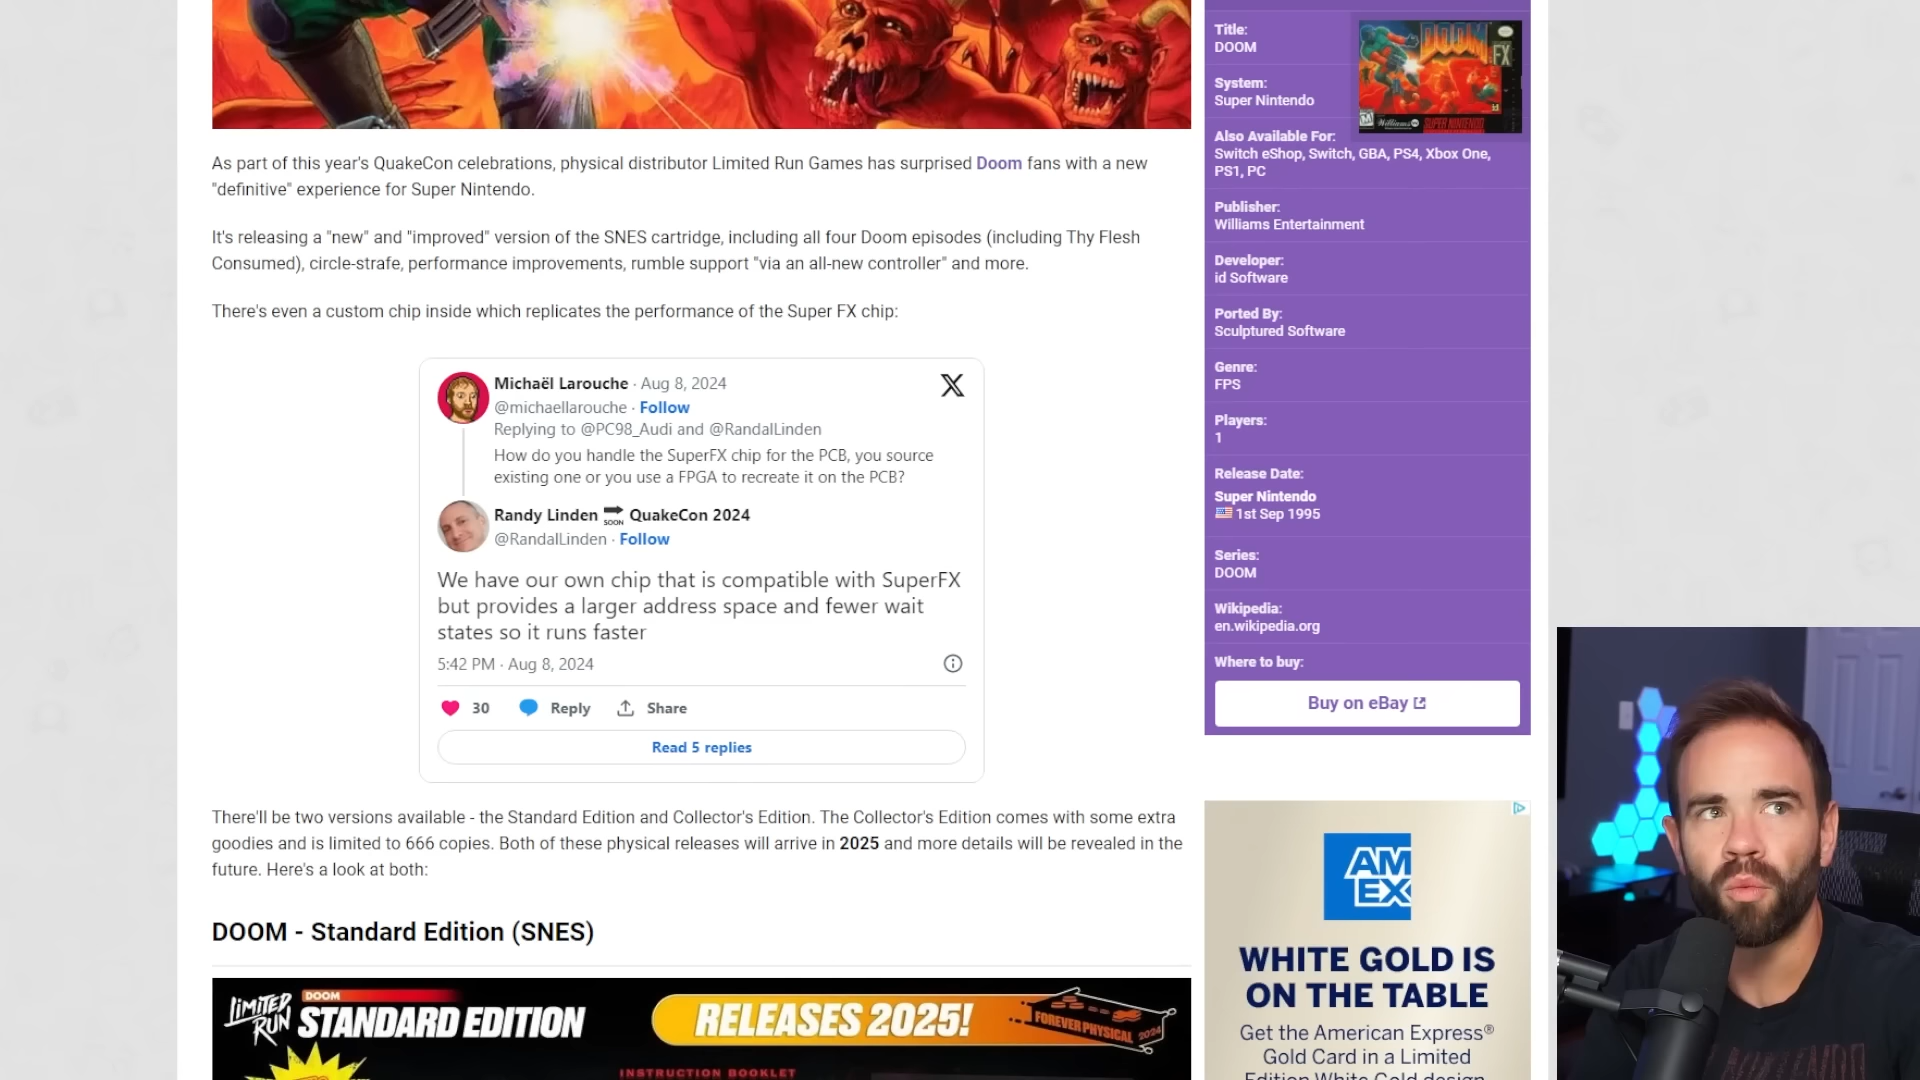 As part of this year's QuakeCon celebrations, physical distributor Limited Run Games has surprised Doom fans with a new
"definitive" experience for Super Nintendo.
It's releasing a "new" and "improved" version of the SNES cartridge, including all four Doom episodes (including Thy Flesh
Consumed), circle-strafe, performance improvements, rumble support "via an all-new controller" and more.
There's even a custom chip inside which replicates the performance of the Super FX chip:
Michaël Larouche · Aug 8, 2024
@michaellarouche · Follow
Replying to @PC98_Audi and @RandalLinden
How do you handle the SuperFX chip for the PCB, you source
existing one or you use a FPGA to recreate it on the PCB?
Randy Linden SOON QuakeCon 2024
@RandalLinden · Follow
We have our own chip that is compatible with SuperFX
but provides a larger address space and fewer wait
states so it runs faster
5:42 PM · Aug 8, 2024
30 Reply Share
Read 5 replies
There'll be two versions available - the Standard Edition and Collector's Edition. The Collector's Edition comes with some extra
goodies and is limited to 666 copies. Both of these physical releases will arrive in 2025 and more details will be revealed in the
future. Here's a look at both:
DOOM - Standard Edition (SNES)
LIMITED RUN
DOOM
STANDARD EDITION
RELEASES 2025!
FOREVER PHYSICAL 2024
INSTRUCTION BOOKLET
Title:
DOOM
System:
Super Nintendo
Also Available For:
Switch eShop, Switch, GBA, PS4, Xbox One,
PS1, PC
Publisher:
Williams Entertainment
Developer:
id Software
Ported By:
Sculptured Software
Genre:
FPS
Players:
1
Release Date:
Super Nintendo
1st Sep 1995
Series:
DOOM
Wikipedia:
en.wikipedia.org
Where to buy:
Buy on eBay
DOOM
FX
Williams
SUPER NINTENDO
AM
EX
WHITE GOLD IS
ON THE TABLE
Get the American Express®
Gold Card in a Limited
Edition White Gold design